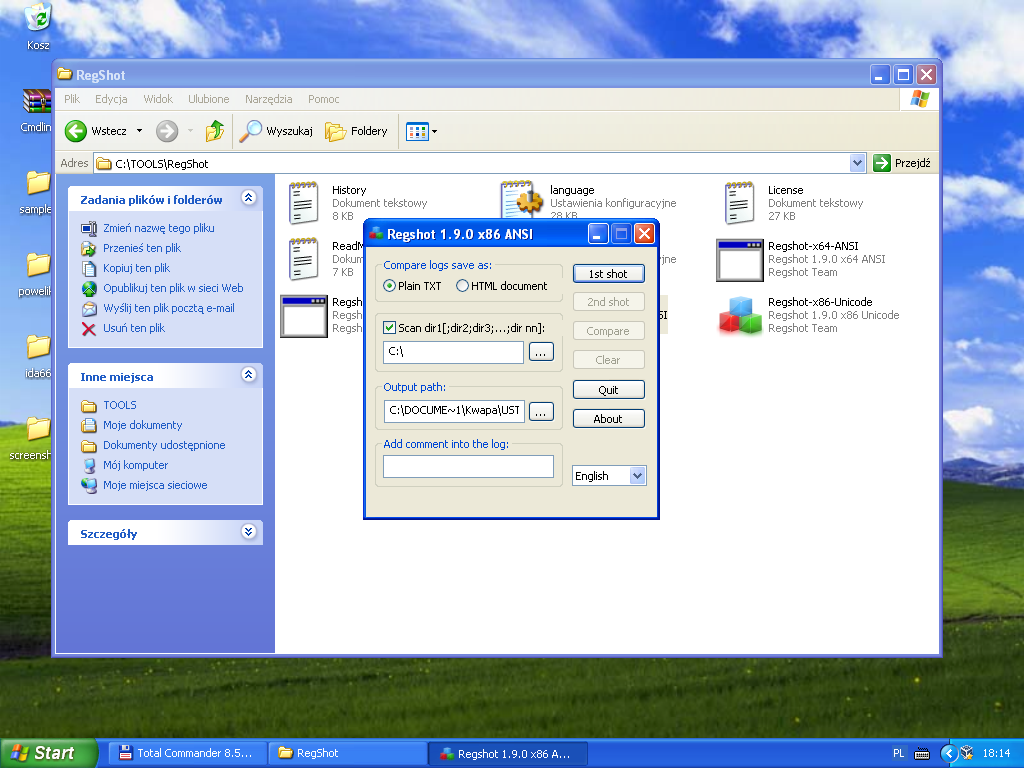 Kosz
Cmdlin
sample
powelik
ida66
screensh
RegShot
Plik Edycja Widok Ulubione Narzędzia Pomoc
Wstecz Wyszukaj Foldery
Adres C:\TOOLS\RegShot Przejdź
Zadania plików i folderów
Zmień nazwę tego pliku
Przenieś ten plik
Kopiuj ten plik
Opublikuj ten plik w sieci Web
Wyślij ten plik pocztą e-mail
Usuń ten plik
Inne miejsca
TOOLS
Moje dokumenty
Dokumenty udostępnione
Mój komputer
Moje miejsca sieciowe
Szczegóły
History
Dokument tekstowy
8 KB
language
Ustawienia konfiguracyjne
28 KB
License
Dokument tekstowy
27 KB
ReadM
Dokum
7 KB
jne
Regshot-x64-ANSI
Regshot 1.9.0 x64 ANSI
Regshot Team
Regsh
Regsh
Regsh
SI
Regshot-x86-Unicode
Regshot 1.9.0 x86 Unicode
Regshot Team
Regshot 1.9.0 x86 ANSI
Compare logs save as:
Plain TXT HTML document
Scan dir1[;dir2;dir3;...;dir nn]:
C:\ ...
Output path:
C:\DOCUME~1\Kwapa\UST ...
Add comment into the log:
1st shot
2nd shot
Compare
Clear
Quit
About
English
Start Total Commander 8.5... RegShot Regshot 1.9.0 x86 A... PL 18:14